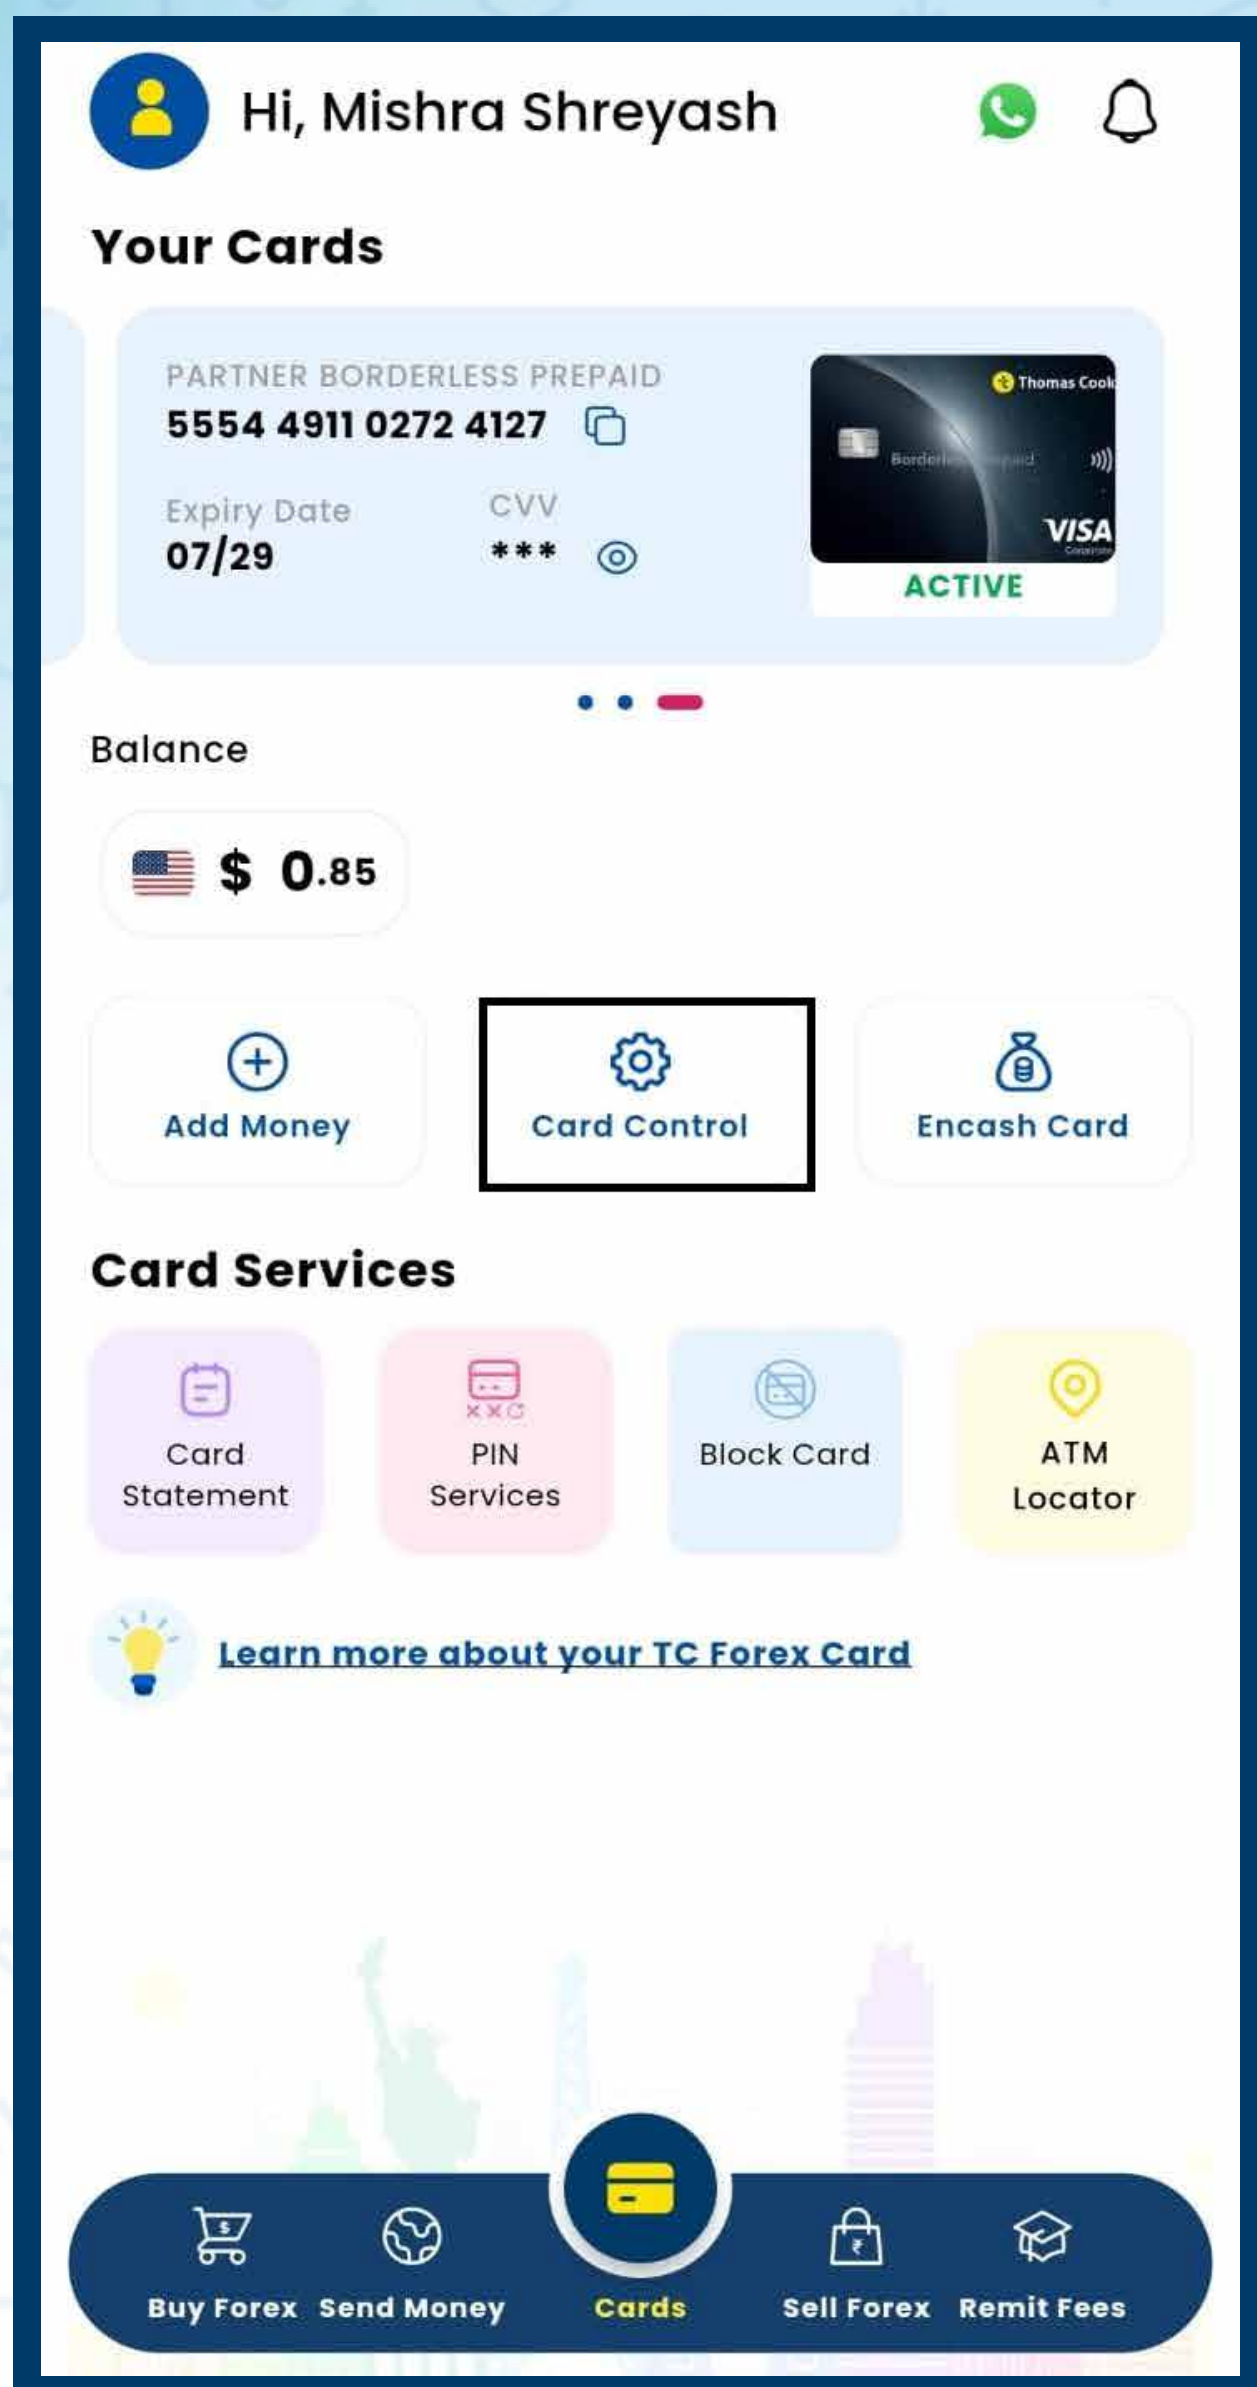 Hi, Mishra Shreyash
Your Cards
PARTNER BORDERLESS PREPAID
5554 4911 0272 4127
Expiry Date CVV
07/29 ***
Thomas Cook
VISA
ACTIVE
Balance
$ 0.85
Add Money
Card Control
Encash Card
Card Services
Card
Statement
PIN
Services
Block Card
ATM
Locator
Learn more about your TC Forex Card
Buy Forex
Send Money
Cards
Sell Forex
Remit Fees